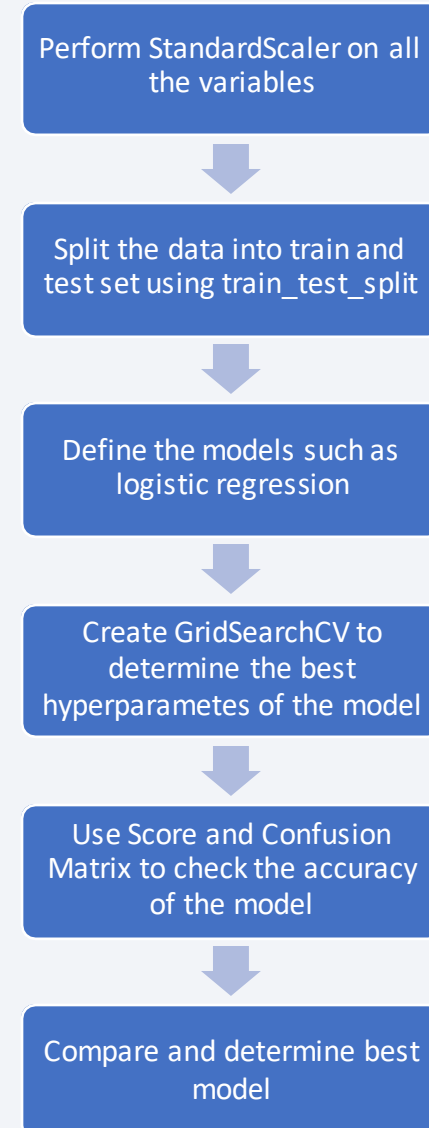 Perform StandardScaler on all
the variables
Split the data into train and
test set using train_test_split
Define the models such as
logistic regression
Create GridSearchCV to
determine the best
hyperparametes of the model
Use Score and Confusion
Matrix to check the accuracy
of the model
Compare and determine best
model